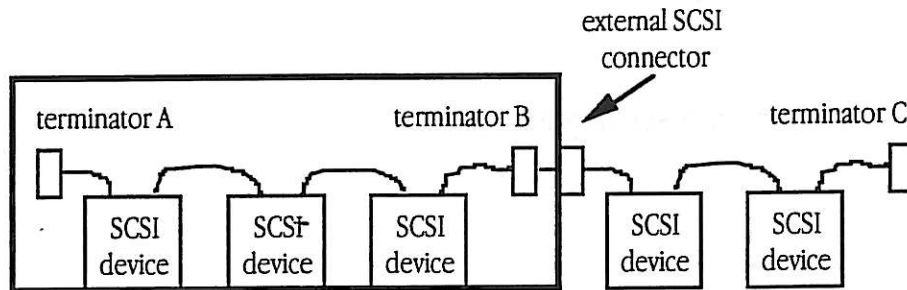 external SCSI
connector
terminator A
terminator B
terminator C
SCSI
device
SCSI
device
SCSI
device
SCSI
device
SCSI
device